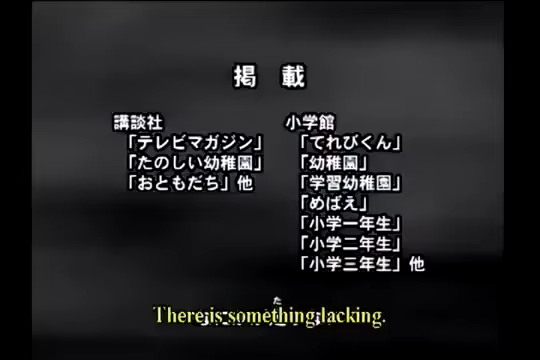 掲 載
講談社
「テレビマガジン」
「たのしい幼稚園」
「おともだち」他
小学館
「てれびくん」
「幼稚園」
「学習幼稚園」
「めばえ」
「小学一年生」
「小学二年生」
「小学三年生」他
There is something lacking.